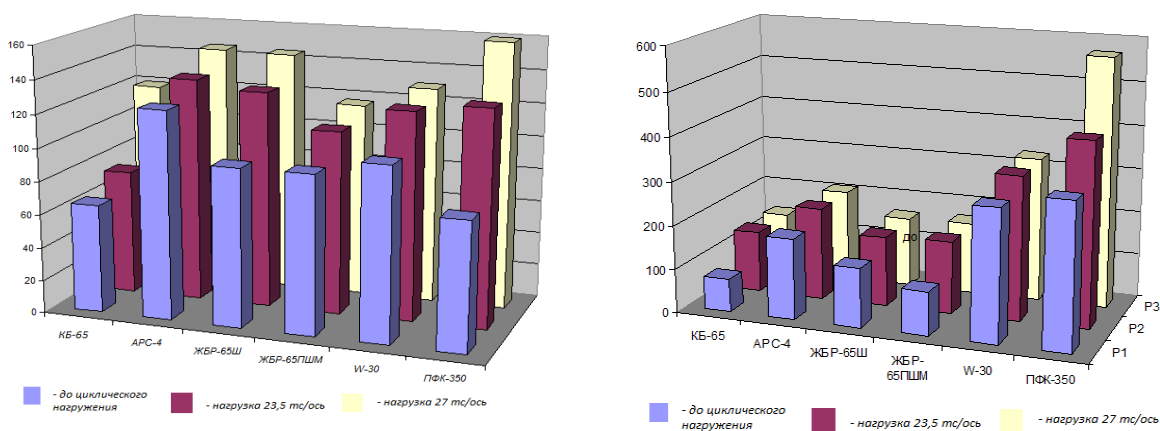 160
140
120
100
80
60
40
20
0
КБ-65
АРС-4
ЖБР-65Ш
ЖБР-65ПШМ
W-30
ПФК-350
- до циклического
нагружения
- нагрузка 23,5 тс/ось
- нагрузка 27 тс/ось
600
500
400
300
200
100
0
до
КБ-65
АРС-4
ЖБР-65Ш
ЖБР-
65ПШМ
W-30
ПФК-350
Р1
Р2
Р3
- до циклического
нагружения
- нагрузка 23,5 тс/ось
- нагрузка 27 тс/ось